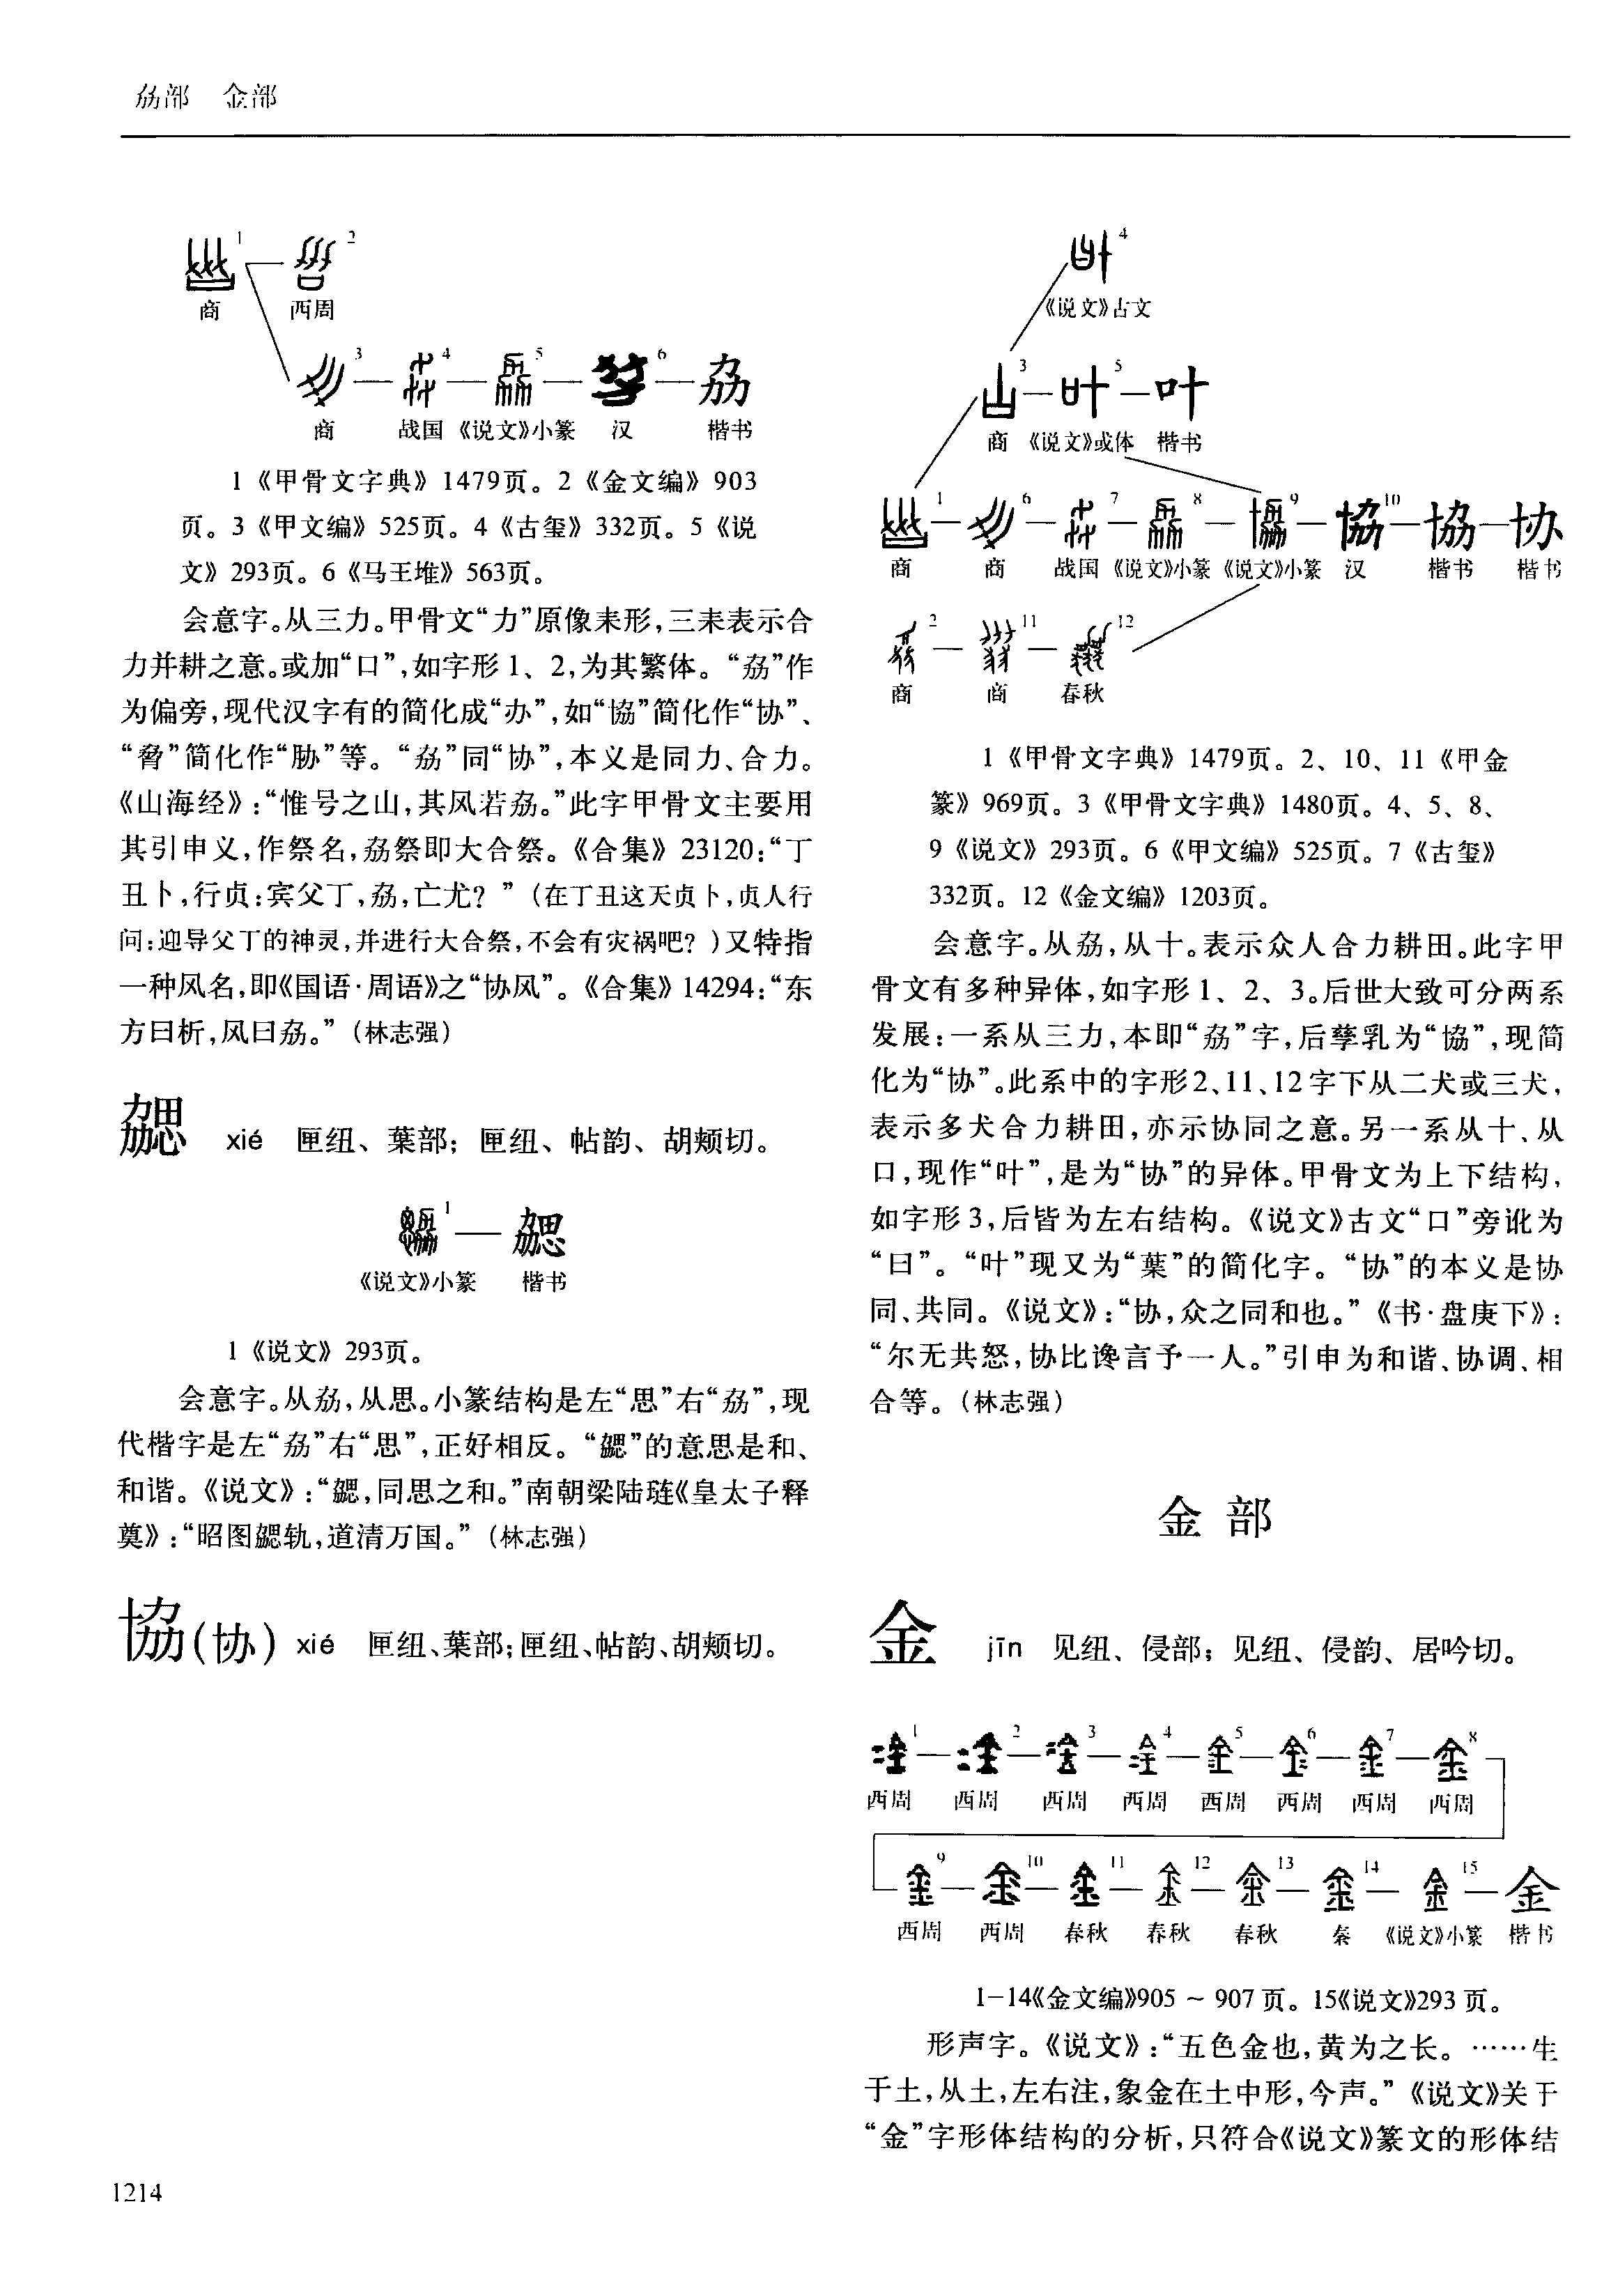 劦部　金部
1
2
商　西周
3
4
5
6
劦
商　战国　《说文》小篆　汉　楷书
1《甲骨文字典》1479页。2《金文编》903
页。3《甲文编》525页。4《古玺》332页。5《说
文》293页。6《马王堆》563页。
会意字。从三力。甲骨文“力”原像耒形,三耒表示合
力并耕之意。或加“口”,如字形1、2,为其繁体。“劦”作
为偏旁,现代汉字有的简化成“办”,如“協”简化作“协”、
“脅”简化作“胁”等。“劦”同“协”,本义是同力、合力。
《山海经》:“惟号之山,其风若劦。”此字甲骨文主要用
其引申义,作祭名,劦祭即大合祭。《合集》23120:“丁
丑卜,行贞:宾父丁,劦,亡尤?”(在丁丑这天贞卜,贞人行
问:迎导父丁的神灵,并进行大合祭,不会有灾祸吧?)又特指
一种风名,即《国语·周语》之“协风”。《合集》14294:“东
方曰析,风曰劦。”(林志强)
勰　xié　匣纽、葉部;匣纽、帖韵、胡颊切。
1
勰
《说文》小篆　楷书
1《说文》293页。
会意字。从劦,从思。小篆结构是左“思”右“劦”,现
代楷字是左“劦”右“思”,正好相反。“勰”的意思是和、
和谐。《说文》:“勰,同思之和。”南朝梁陆琏《皇太子释
奠》:“昭图勰轨,道清万国。”(林志强)
協(协)　xié　匣纽、葉部;匣纽、帖韵、胡颊切。
4
《说文》古文
3
5
叶
商　《说文》或体　楷书
1
6
7
8
9
10
協　协
商　商　战国　《说文》小篆　《说文》小篆　汉　楷书　楷书
2
11
12
商　商　春秋
1《甲骨文字典》1479页。2、10、11《甲金
篆》969页。3《甲骨文字典》1480页。4、5、8、
9《说文》293页。6《甲文编》525页。7《古玺》
332页。12《金文编》1203页。
会意字。从劦,从十。表示众人合力耕田。此字甲
骨文有多种异体,如字形1、2、3。后世大致可分两系
发展:一系从三力,本即“劦”字,后孳乳为“協”,现简
化为“协”。此系中的字形2、11、12字下从二犬或三犬,
表示多犬合力耕田,亦示协同之意。另一系从十、从
口,现作“叶”,是为“协”的异体。甲骨文为上下结构,
如字形3,后皆为左右结构。《说文》古文“口”旁讹为
“曰”。“叶”现又为“葉”的简化字。“协”的本义是协
同、共同。《说文》:“协,众之同和也。”《书·盘庚下》:
“尔无共怒,协比谗言予一人。”引申为和谐、协调、相
合等。(林志强)
金部
金　jīn　见纽、侵部;见纽、侵韵、居吟切。
1　2　3　4　5　6　7　8
西周　西周　西周　西周　西周　西周　西周　西周
9　10　11　12　13　14　15　金
西周　西周　春秋　春秋　春秋　秦　《说文》小篆　楷书
1-14《金文编》905～907页。15《说文》293页。
形声字。《说文》:“五色金也,黄为之长。……生
于土,从土,左右注,象金在土中形,今声。”《说文》关于
“金”字形体结构的分析,只符合《说文》篆文的形体结
1214